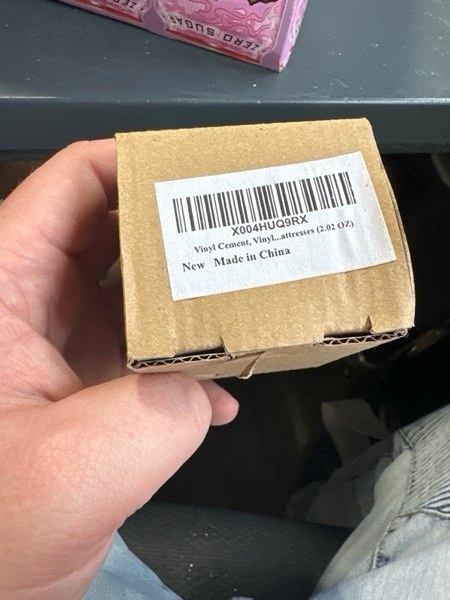 ZERO SUGAR
X004HUQ9RX
Vinyl Cement, Vinyl...attresses (2.02 OZ)
New Made in China